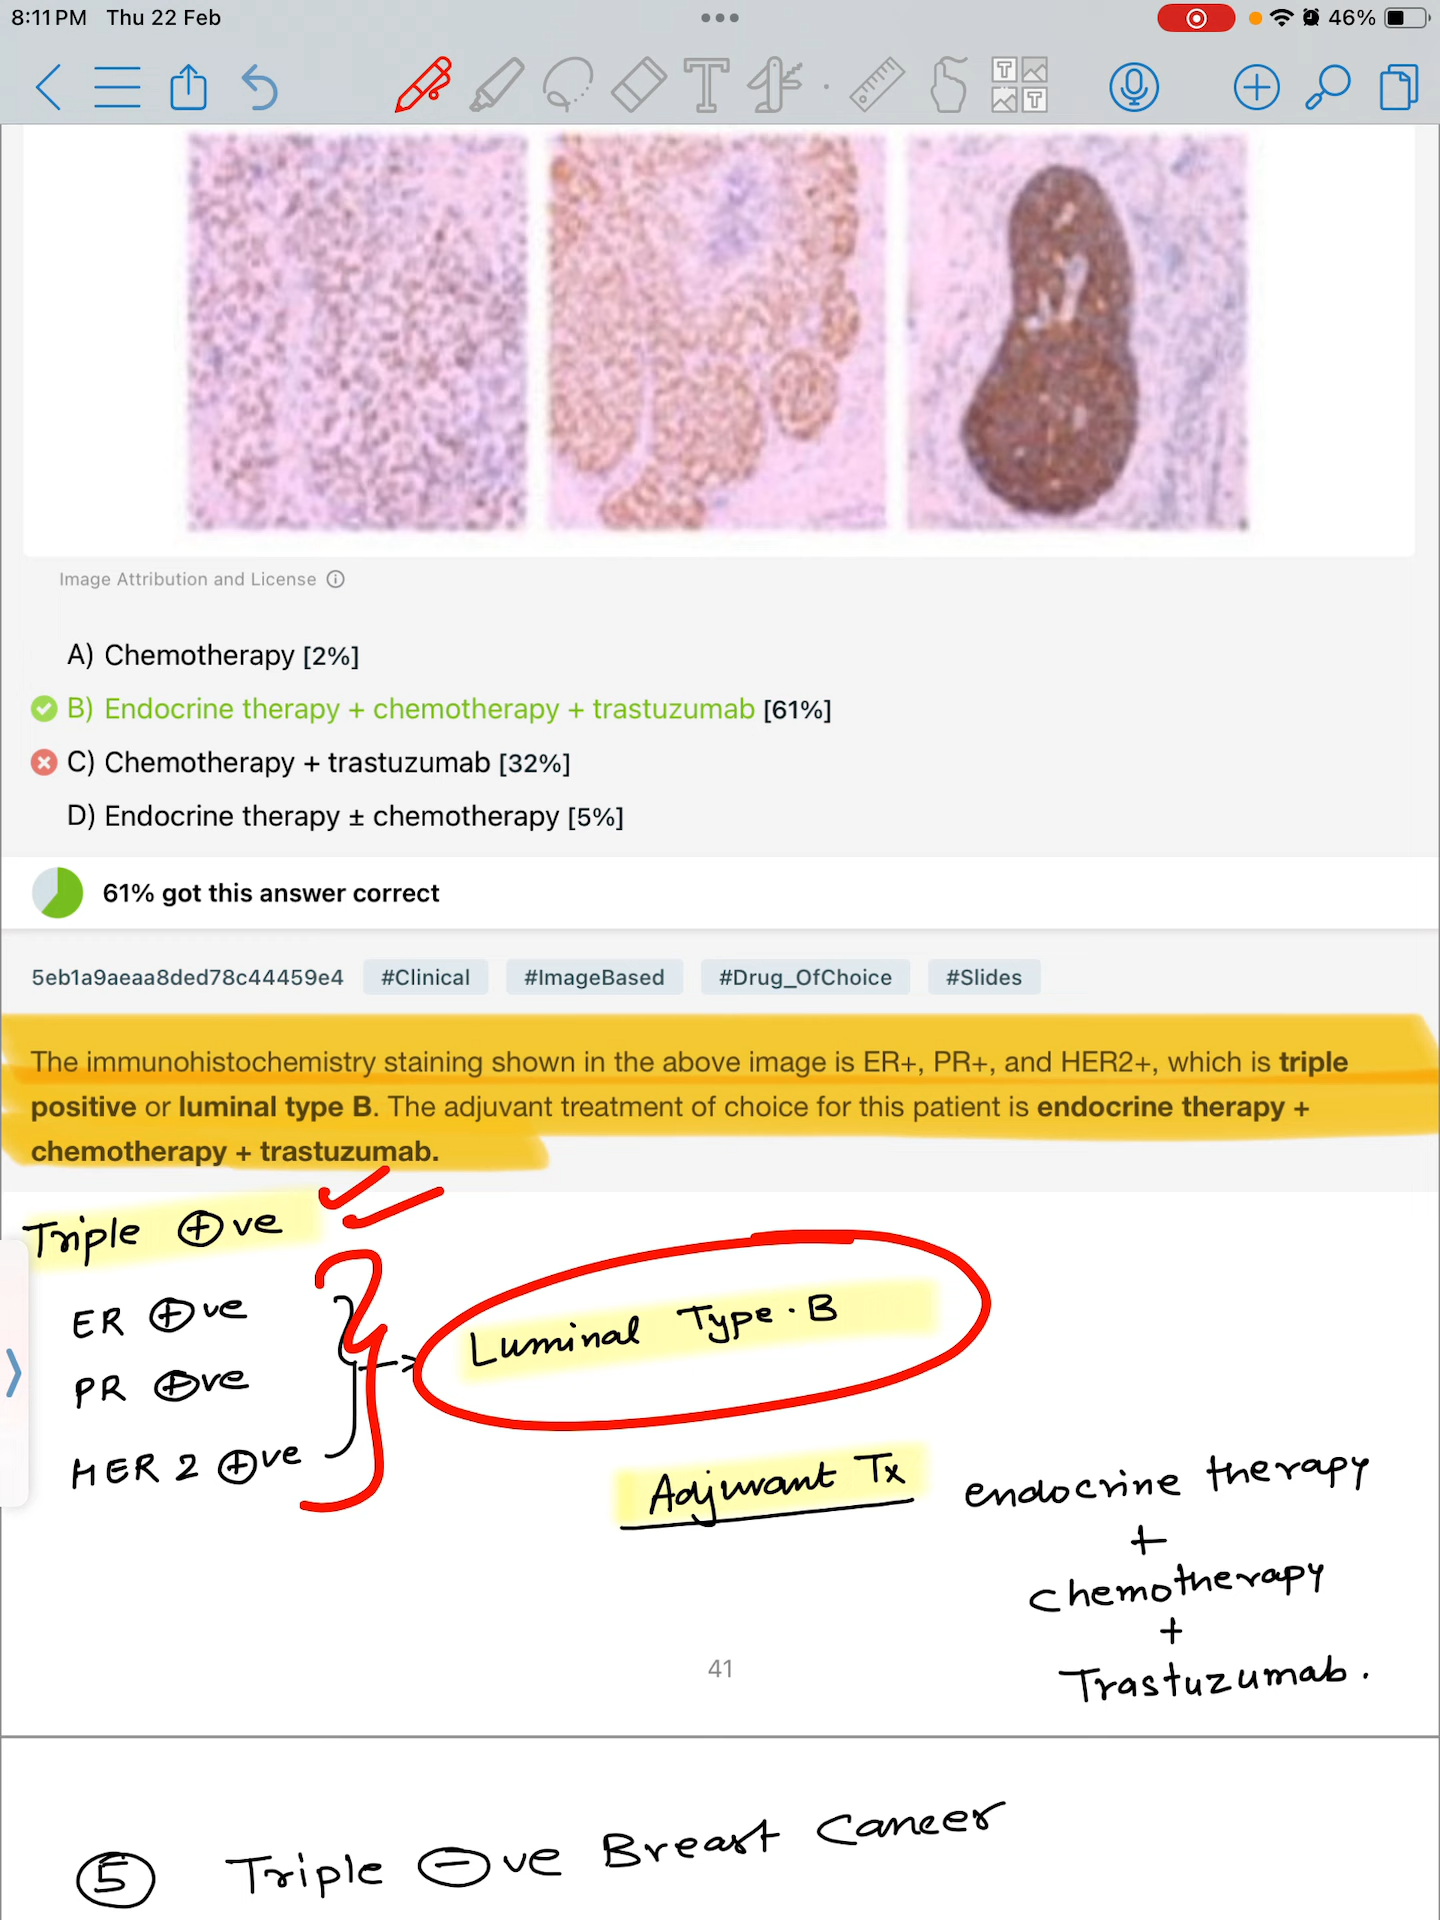 8:11 PM Thu 22 Feb
46%
Image Attribution and License
A) Chemotherapy [2%]
B) Endocrine therapy + chemotherapy + trastuzumab [61%]
C) Chemotherapy + trastuzumab [32%]
D) Endocrine therapy ± chemotherapy [5%]
61% got this answer correct
5eb1a9aeaa8ded78c44459e4 #Clinical #ImageBased #Drug_OfChoice #Slides
The immunohistochemistry staining shown in the above image is ER+, PR+, and HER2+, which is triple
positive or luminal type B. The adjuvant treatment of choice for this patient is endocrine therapy +
chemotherapy + trastuzumab.
Triple ⊕ve
ER ⊕ve
PR ⊕ve
HER 2 ⊕ve
Luminal Type·B
Adjuvant Tx
endocrine therapy
+
chemotherapy
+
Trastuzumab.
41
5 Triple ⊖ve Breast Cancer